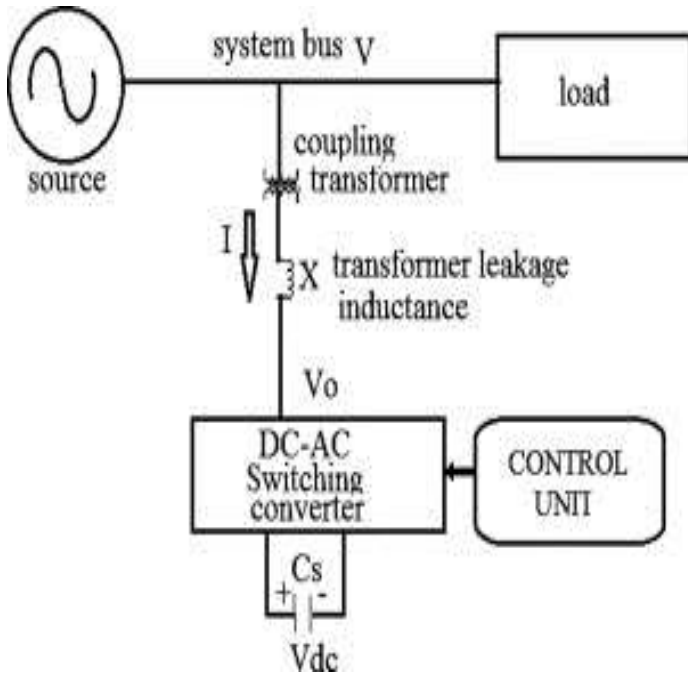 system bus V
load
source
coupling
transformer
I
X
transformer leakage
inductance
Vo
DC-AC
Switching
converter
CONTROL
UNIT
Cs
+ -
Vdc